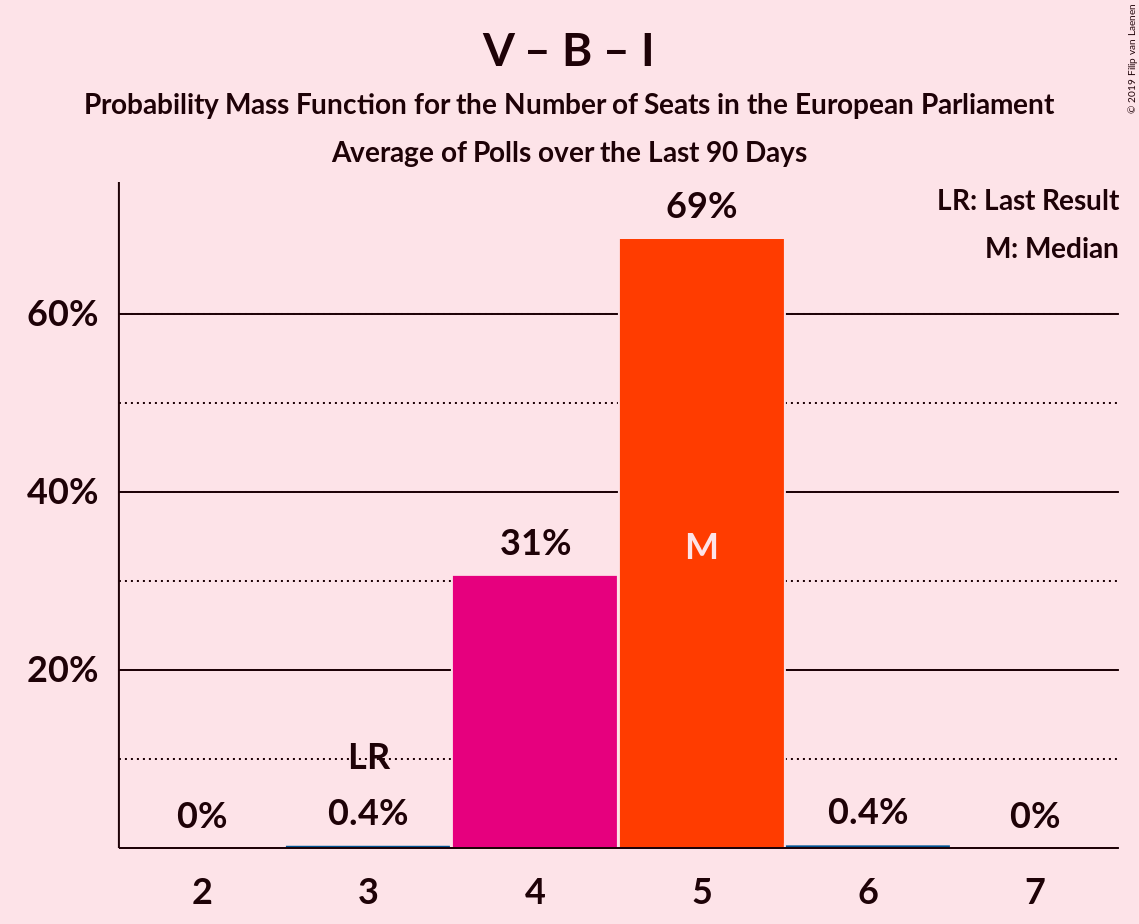 V – B – I
Probability Mass Function for the Number of Seats in the European Parliament
Average of Polls over the Last 90 Days
© 2019 Filip van Laenen
LR: Last Result
M: Median
69%
60%
40%
31%
M
20%
LR
0%
0.4%
0.4%
0%
2 3 4 5 6 7